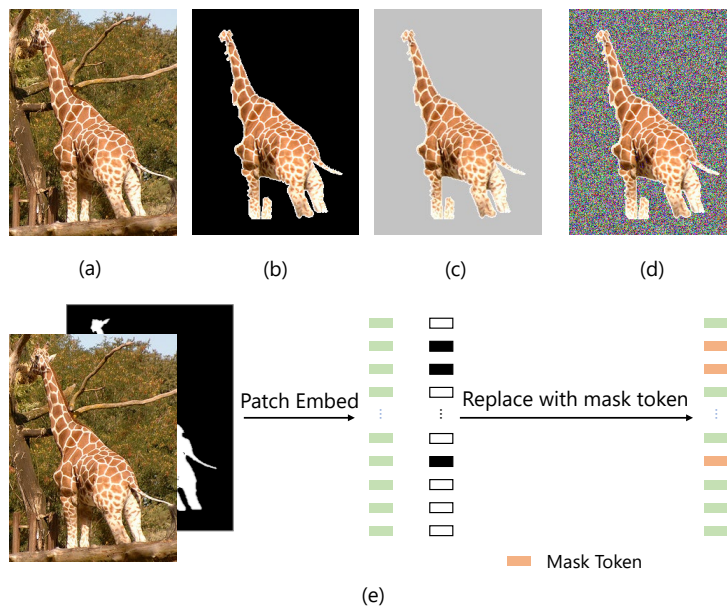 (a) (b) (c) (d)
Patch Embed
Replace with mask token
Mask Token
(e)